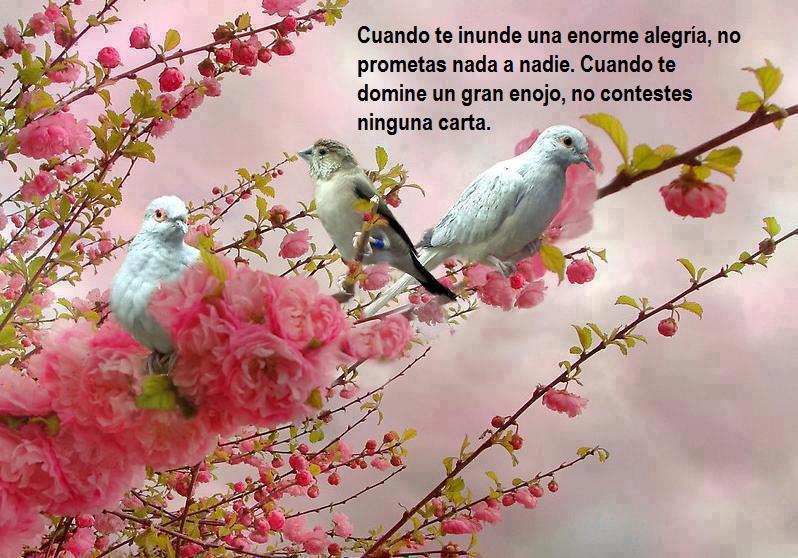 Cuando te inunde una enorme alegría, no
prometas nada a nadie. Cuando te
domine un gran enojo, no contestes
ninguna carta.